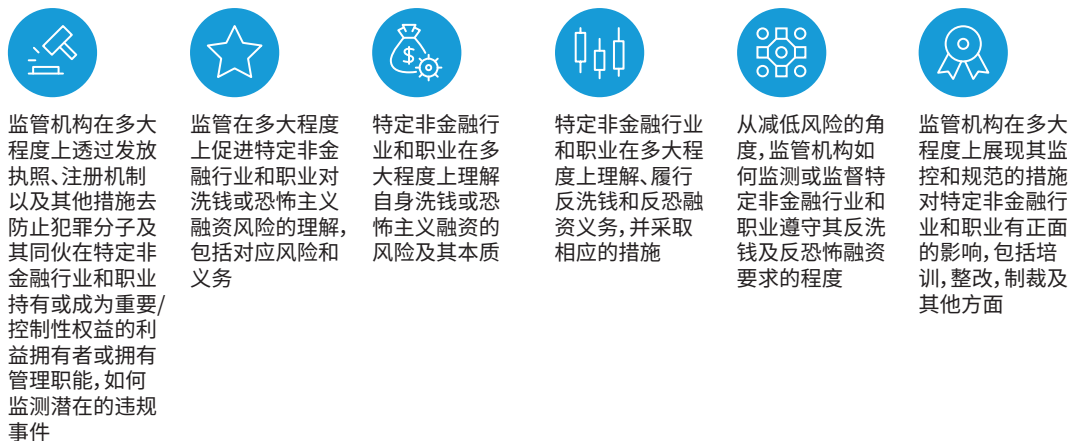 $
监管机构在多大
程度上透过发放
执照、注册机制
以及其他措施去
防止犯罪分子及
其同伙在特定非
金融行业和职业
持有或成为重要/
控制性权益的利
益拥有者或拥有
管理职能,如何
监测潜在的违规
事件
监管在多大程度
上促进特定非金
融行业和职业对
洗钱或恐怖主义
融资风险的理解,
包括对应风险和
义务
特定非金融行
业和职业在多
大程度上理解
自身洗钱或恐
怖主义融资的
风险及其本质
特定非金融行业
和职业在多大程
度上理解、履行
反洗钱和反恐融
资义务,并采取
相应的措施
从减低风险的角
度,监管机构如
何监测或监督特
定非金融行业和
职业遵守其反洗
钱及反恐怖融资
要求的程度
监管机构在多大
程度上展现其监
控和规范的措施
对特定非金融行
业和职业有正面
的影响,包括培
训,整改,制裁及
其他方面